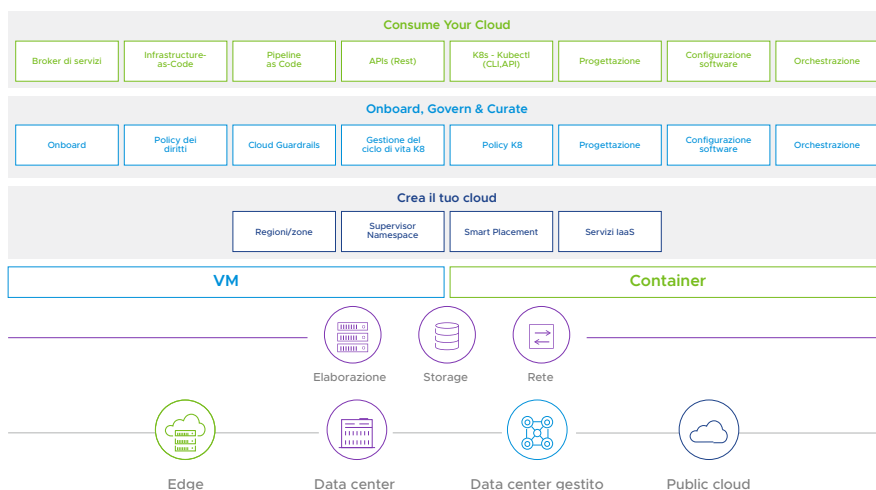 Consume Your Cloud
Broker di servizi
Infrastructure-
as-Code
Pipeline
as Code
APIs (Rest)
K8s - Kubectl
(CLI,API)
Progettazione
Configurazione
software
Orchestrazione
Onboard, Govern & Curate
Onboard
Policy dei
diritti
Cloud Guardrails
Gestione del
ciclo di vita K8
Policy K8
Progettazione
Configurazione
software
Orchestrazione
Crea il tuo cloud
Regioni/zone
Supervisor
Namespace
Smart Placement
Servizi IaaS
VM
Container
Elaborazione
Storage
Rete
Edge
Data center
Data center gestito
Public cloud